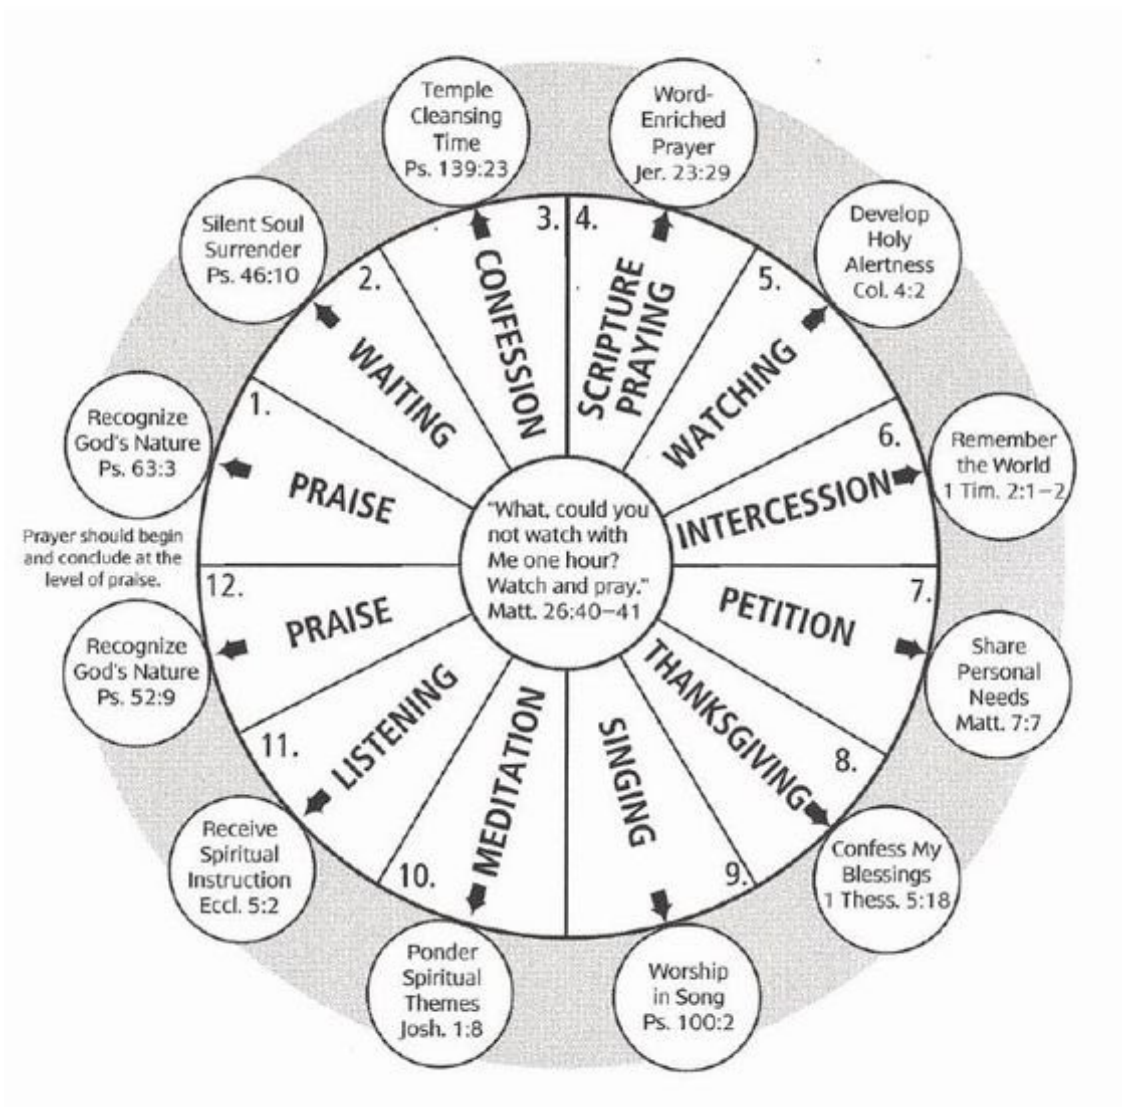 "What, could you
not watch with
Me one hour?
Watch and pray."
Matt. 26:40–41
1.
PRAISE
Recognize
God's Nature
Ps. 63:3
Prayer should begin
and conclude at the
level of praise.
2.
WAITING
Silent Soul
Surrender
Ps. 46:10
3.
CONFESSION
Temple
Cleansing
Time
Ps. 139:23
4.
SCRIPTURE
PRAYING
Word-
Enriched
Prayer
Jer. 23:29
5.
WATCHING
Develop
Holy
Alertness
Col. 4:2
6.
INTERCESSION
Remember
the World
1 Tim. 2:1–2
7.
PETITION
Share
Personal
Needs
Matt. 7:7
8.
THANKSGIVING
Confess My
Blessings
1 Thess. 5:18
9.
SINGING
Worship
in Song
Ps. 100:2
10.
MEDITATION
Ponder
Spiritual
Themes
Josh. 1:8
11.
LISTENING
Receive
Spiritual
Instruction
Eccl. 5:2
12.
PRAISE
Recognize
God's Nature
Ps. 52:9